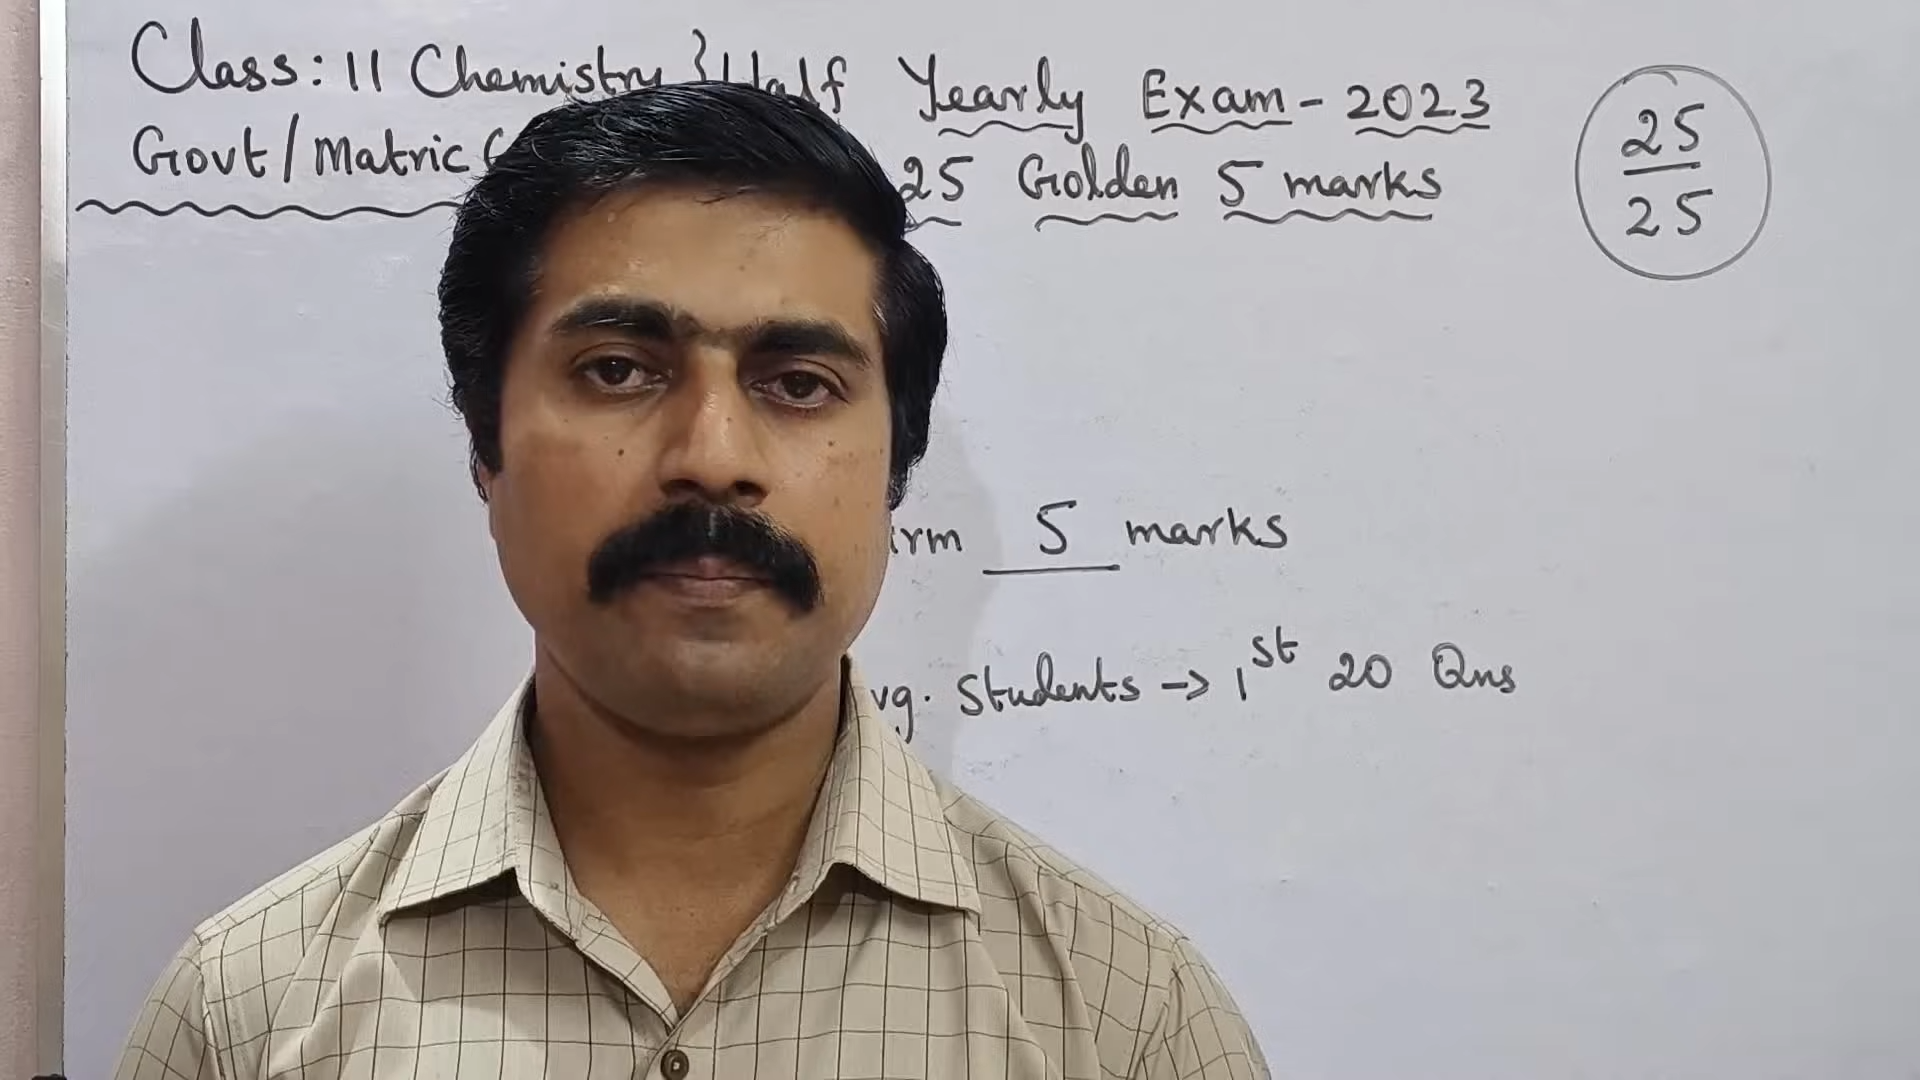 Class: 11 Chemistry } Half Yearly Exam - 2023
Govt / Matric 25 Golden 5 marks
25
25
5 marks
Students → 1st 20 Qns